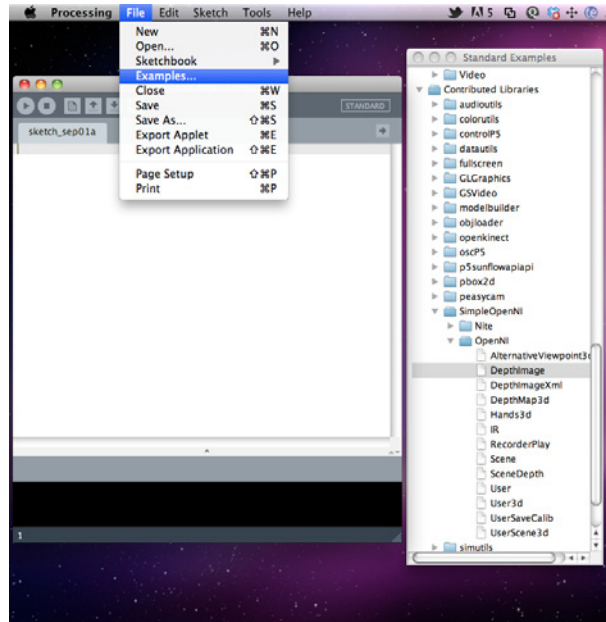 Processing File Edit Sketch Tools Help 5
New ⌘N
Open... ⌘O
Sketchbook
Examples...
Close ⌘W
Save ⌘S
Save As... ⇧⌘S
Export Applet ⌘E
Export Application ⇧⌘E
Page Setup ⇧⌘P
Print ⌘P
STANDARD
sketch_sep01a
1
Standard Examples
Video
Contributed Libraries
audioutils
colorutils
controlP5
datautils
fullscreen
GLGraphics
GSVideo
modelbuilder
objloader
openkinect
oscP5
p5sunflowapiapi
pbox2d
peasycam
SimpleOpenNI
Nite
OpenNI
AlternativeViewpoint3d
DepthImage
DepthImageXml
DepthMap3d
Hands3d
IR
RecorderPlay
Scene
SceneDepth
User
User3d
UserSaveCalib
UserScene3d
simutils